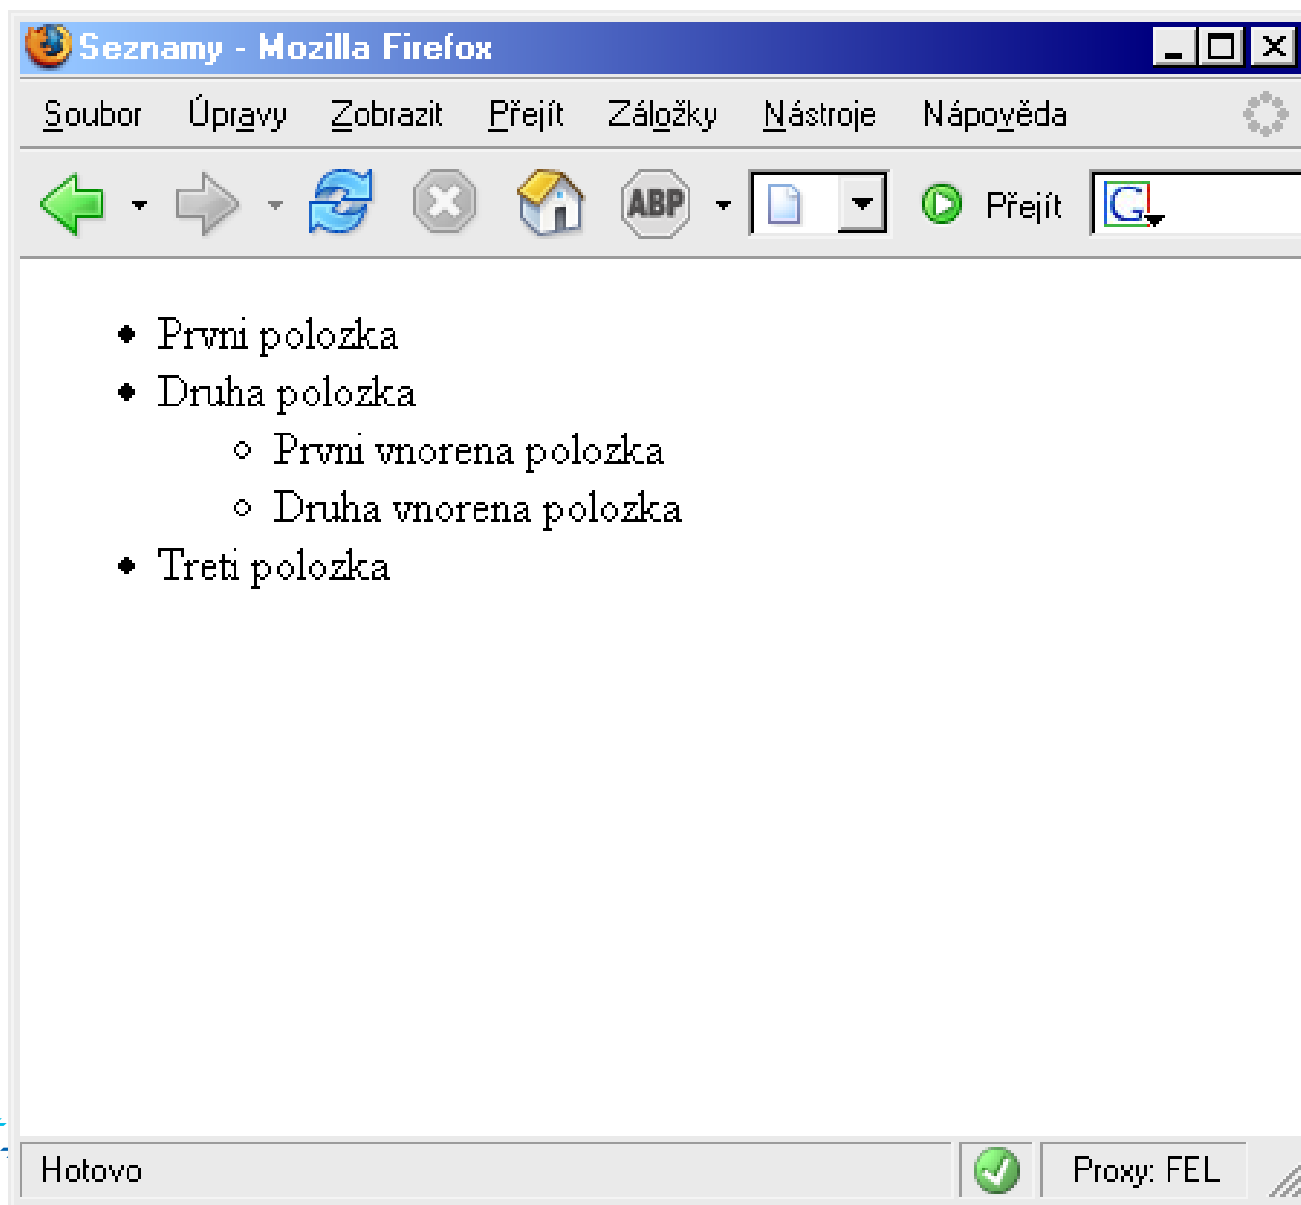 Seznamy - Mozilla Firefox
Soubor Úpravy Zobrazit Přejít Záložky Nástroje Nápověda
ABP Přejít G
Prvni polozka
Druha polozka
Prvni vnorena polozka
Druha vnorena polozka
Treti polozka
Hotovo Proxy: FEL